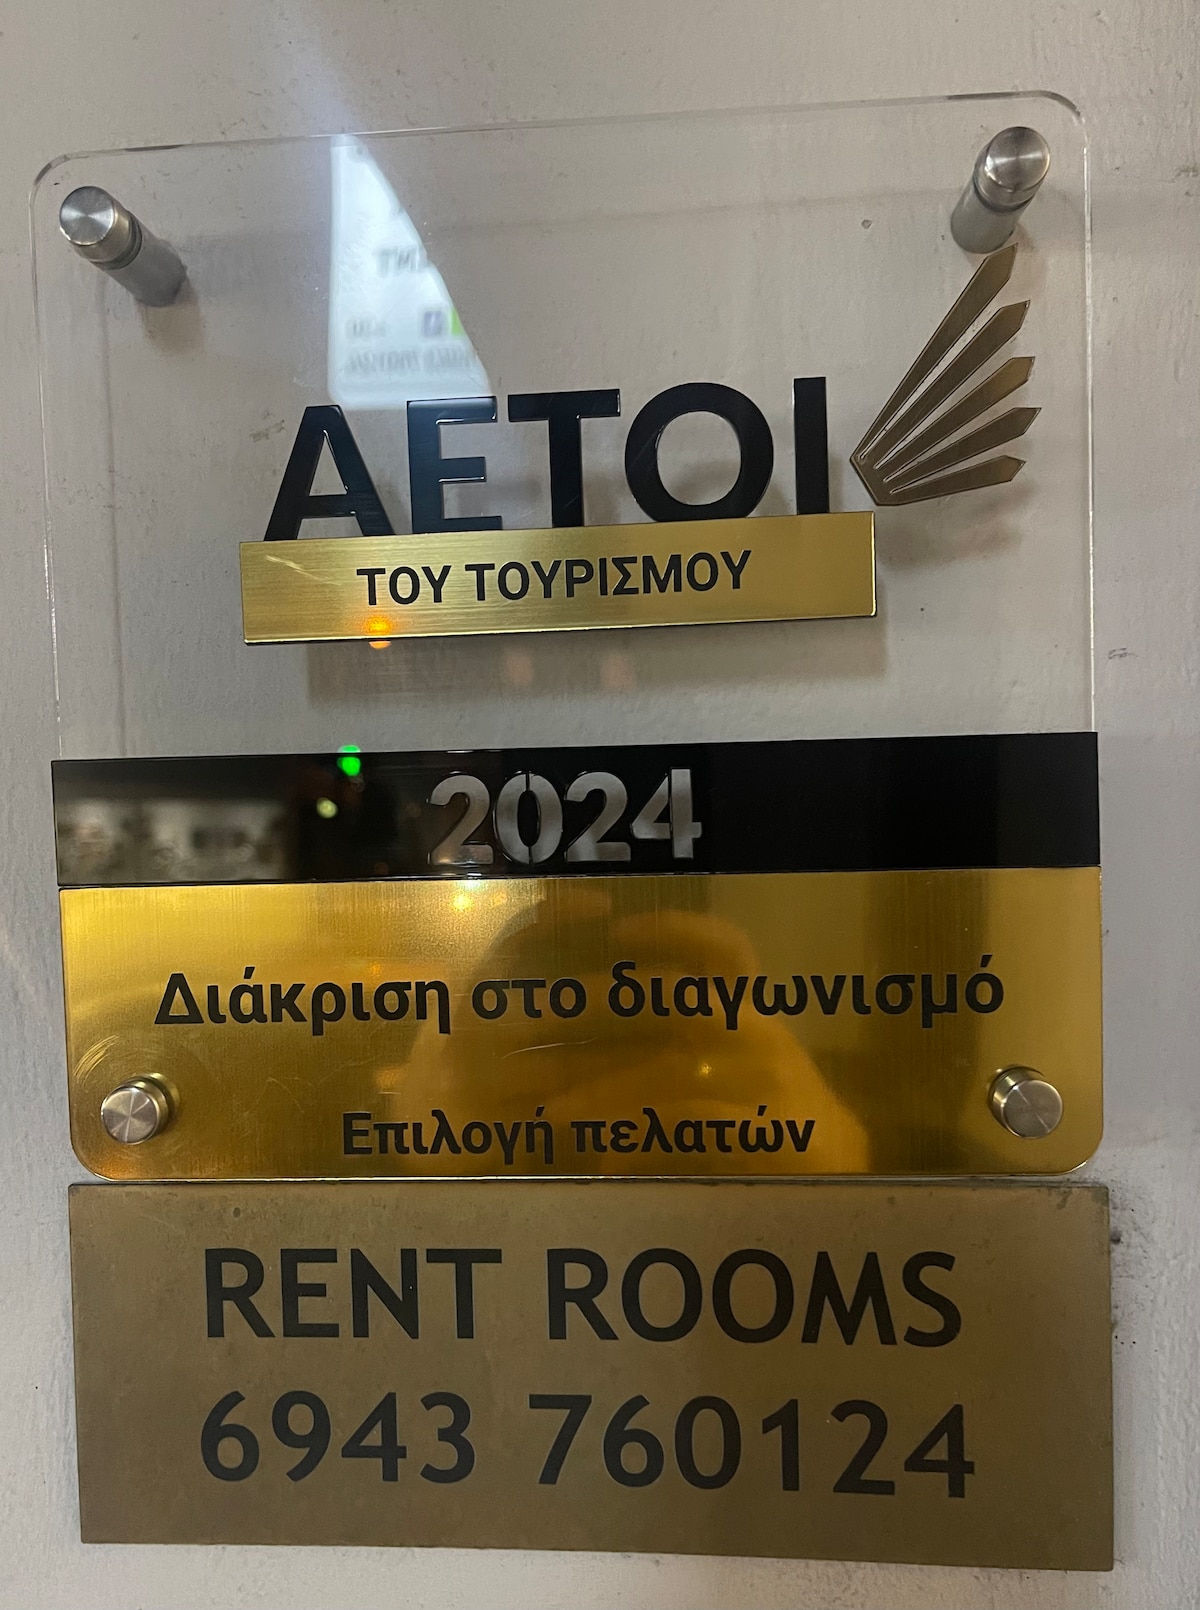 ΑΕΤΟΙ
ΤΟΥ ΤΟΥΡΙΣΜΟΥ
2024
Διάκριση στο διαγωνισμό
Επιλογή πελατών
RENT ROOMS
6943 760124